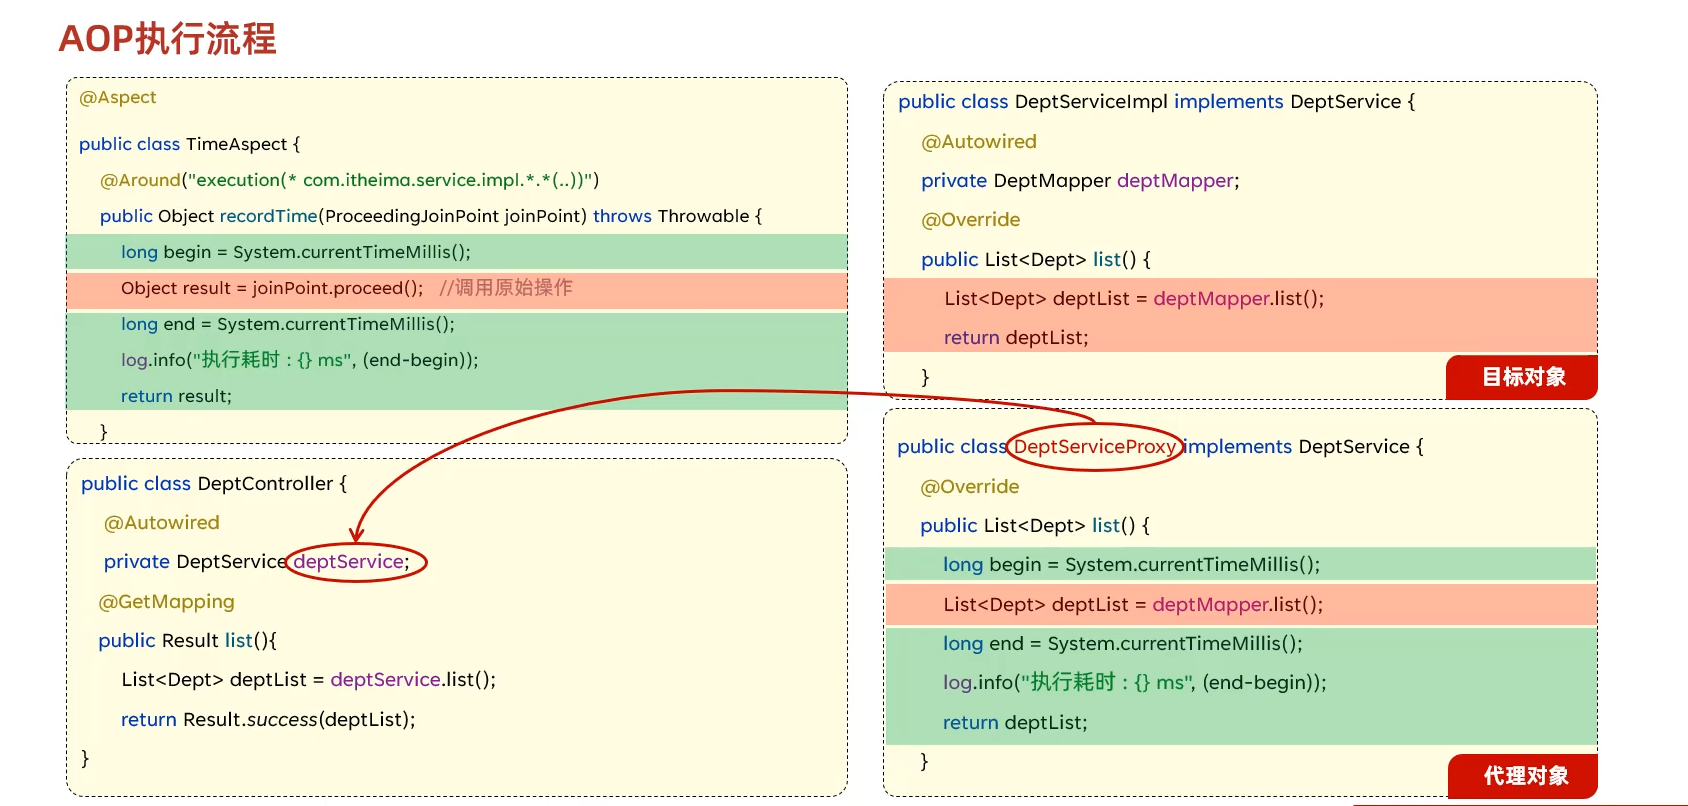 AOP执行流程
@Aspect
public class TimeAspect {
@Around("execution(* com.itheima.service.impl.*.*(..))")
public Object recordTime(ProceedingJoinPoint joinPoint) throws Throwable {
long begin = System.currentTimeMillis();
Object result = joinPoint.proceed(); //调用原始操作
long end = System.currentTimeMillis();
log.info("执行耗时 : {} ms", (end-begin));
return result;
}
public class DeptController {
@Autowired
private DeptService deptService;
@GetMapping
public Result list(){
List<Dept> deptList = deptService.list();
return Result.success(deptList);
}
public class DeptServiceImpl implements DeptService {
@Autowired
private DeptMapper deptMapper;
@Override
public List<Dept> list() {
List<Dept> deptList = deptMapper.list();
return deptList;
}
目标对象
public class DeptServiceProxy implements DeptService {
@Override
public List<Dept> list() {
long begin = System.currentTimeMillis();
List<Dept> deptList = deptMapper.list();
long end = System.currentTimeMillis();
log.info("执行耗时 : {} ms", (end-begin));
return deptList;
}
代理对象